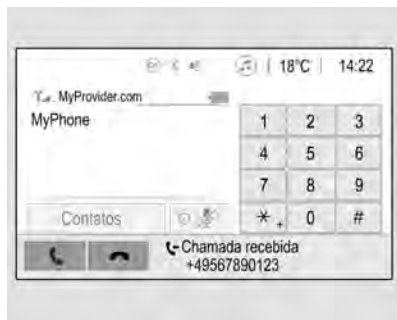 18°C 14:22
MyProvider.com
MyPhone
1 2 3
4 5 6
7 8 9
* + 0 #
Contatos
Chamada recebida
+49567890123